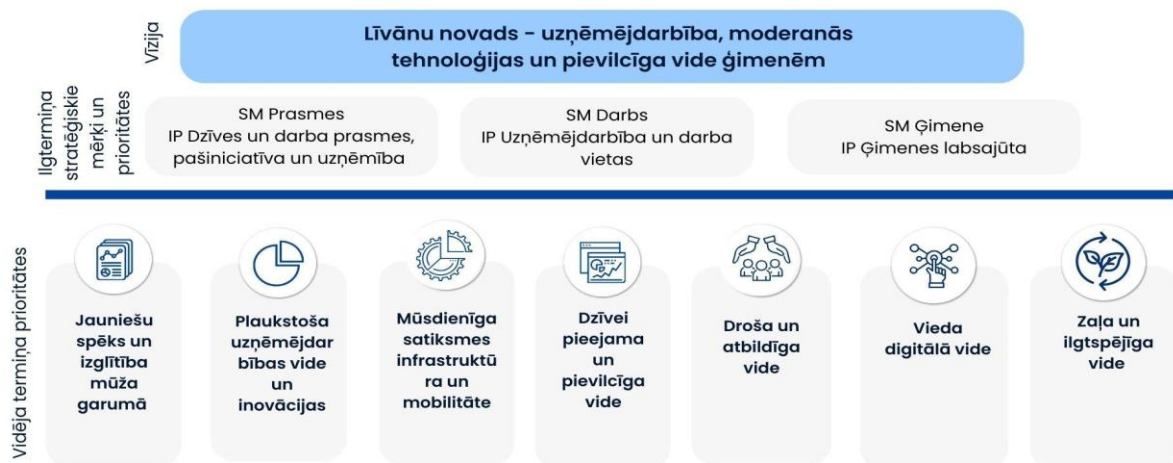 Vīzija
Līvānu novads - uzņēmējdarbība, moderanās
tehnoloģijas un pievilcīga vide ģimenēm
Ilgtermiņa
stratēģiskie
mērķi un
prioritātes
SM Prasmes
IP Dzīves un darba prasmes,
pašiniciatīva un uzņēmība
SM Darbs
IP Uzņēmējdarbība un darba
vietas
SM Ģimene
IP Ģimenes labsajūta
Vidēja termiņa prioritātes
Jauniešu
spēks un
izglītība
mūža
garumā
Plaukstoša
uzņēmējdar
bības vide
un
inovācijas
Mūsdienīga
satiksmes
infrastruktū
ra un
mobilitāte
Dzīvei
pieejama
un
pievilcīga
vide
Droša un
atbildīga
vide
Vieda
digitālā vide
Zaļa un
ilgtspējīga
vide